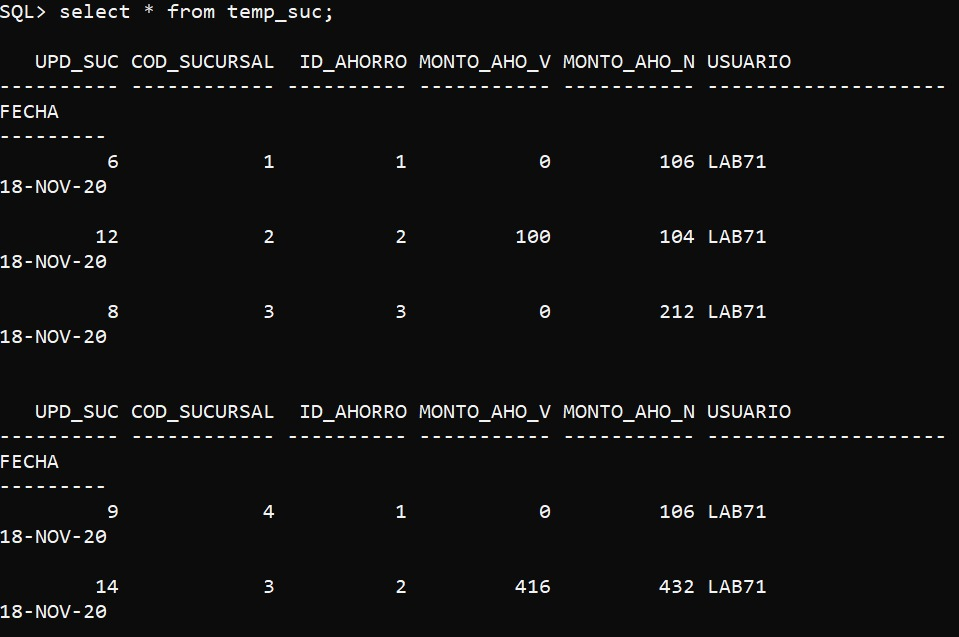 SQL> select * from temp_suc;
   UPD_SUC COD_SUCURSAL  ID_AHORRO MONTO_AHO_V MONTO_AHO_N USUARIO
---------- ------------ ---------- ----------- ----------- --------------------
FECHA
---------
         6            1          1           0         106 LAB71
18-NOV-20
        12            2          2         100         104 LAB71
18-NOV-20
         8            3          3           0         212 LAB71
18-NOV-20
   UPD_SUC COD_SUCURSAL  ID_AHORRO MONTO_AHO_V MONTO_AHO_N USUARIO
---------- ------------ ---------- ----------- ----------- --------------------
FECHA
---------
         9            4          1           0         106 LAB71
18-NOV-20
        14            3          2         416         432 LAB71
18-NOV-20